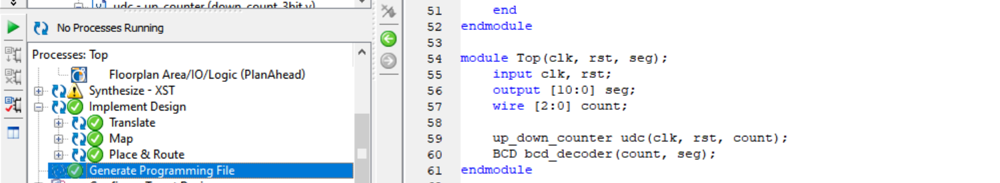 udc - up_counter (down_count_3bit.v)
No Processes Running
Processes: Top
Floorplan Area/IO/Logic (PlanAhead)
Synthesize - XST
Implement Design
Translate
Map
Place & Route
Generate Programming File
51 end
52 endmodule
53
54 module Top(clk, rst, seg);
55 input clk, rst;
56 output [10:0] seg;
57 wire [2:0] count;
58
59 up_down_counter udc(clk, rst, count);
60 BCD bcd_decoder(count, seg);
61 endmodule